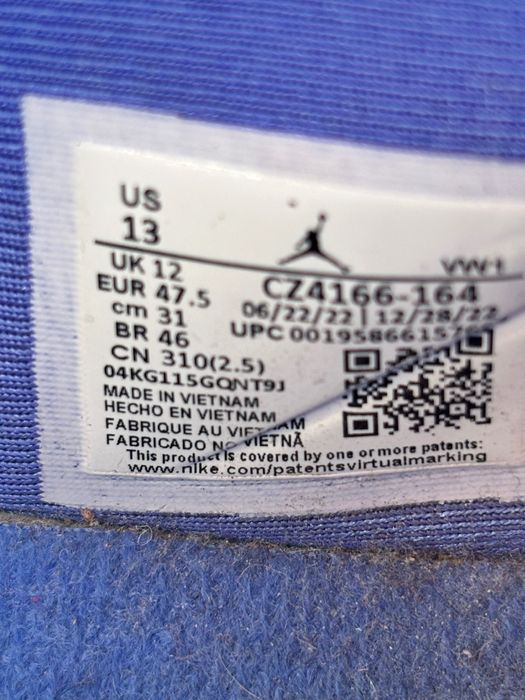 US
13
UK 12
EUR 47.5
cm 31
BR 46
CN 310(2.5)
CZ4166-164
06/22/22 | 12/28/22
UPC
04KG115GQNT9J
MADE IN VIETNAM
HECHO EN VIETNAM
FABRIQUE AU VIETNAM
FABRICADO NO VIETNÃ
This product is covered by one or more patents:
www.nike.com/patentsvirtualmarking